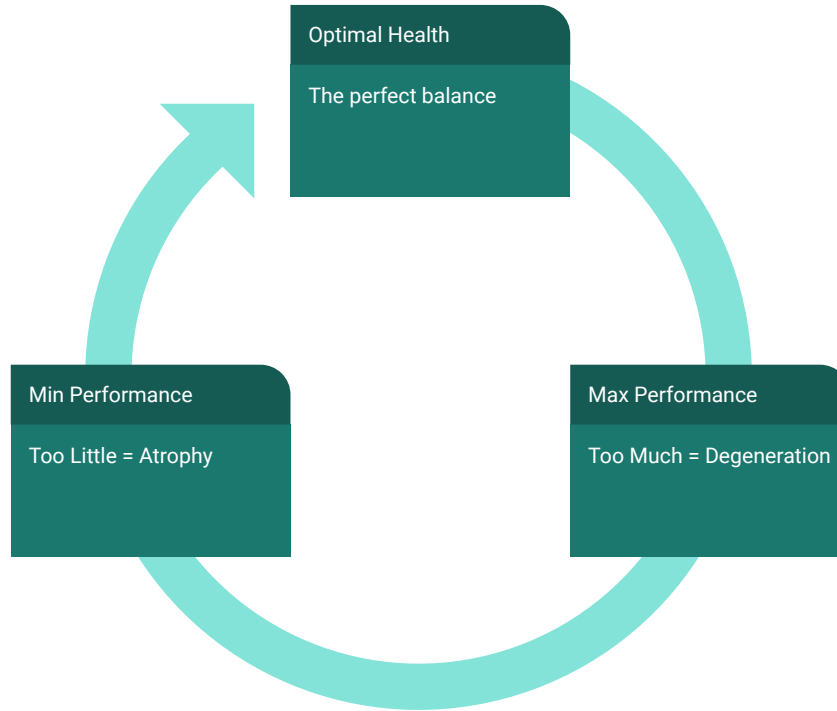 Optimal Health
The perfect balance
Min Performance
Too Little = Atrophy
Max Performance
Too Much = Degeneration